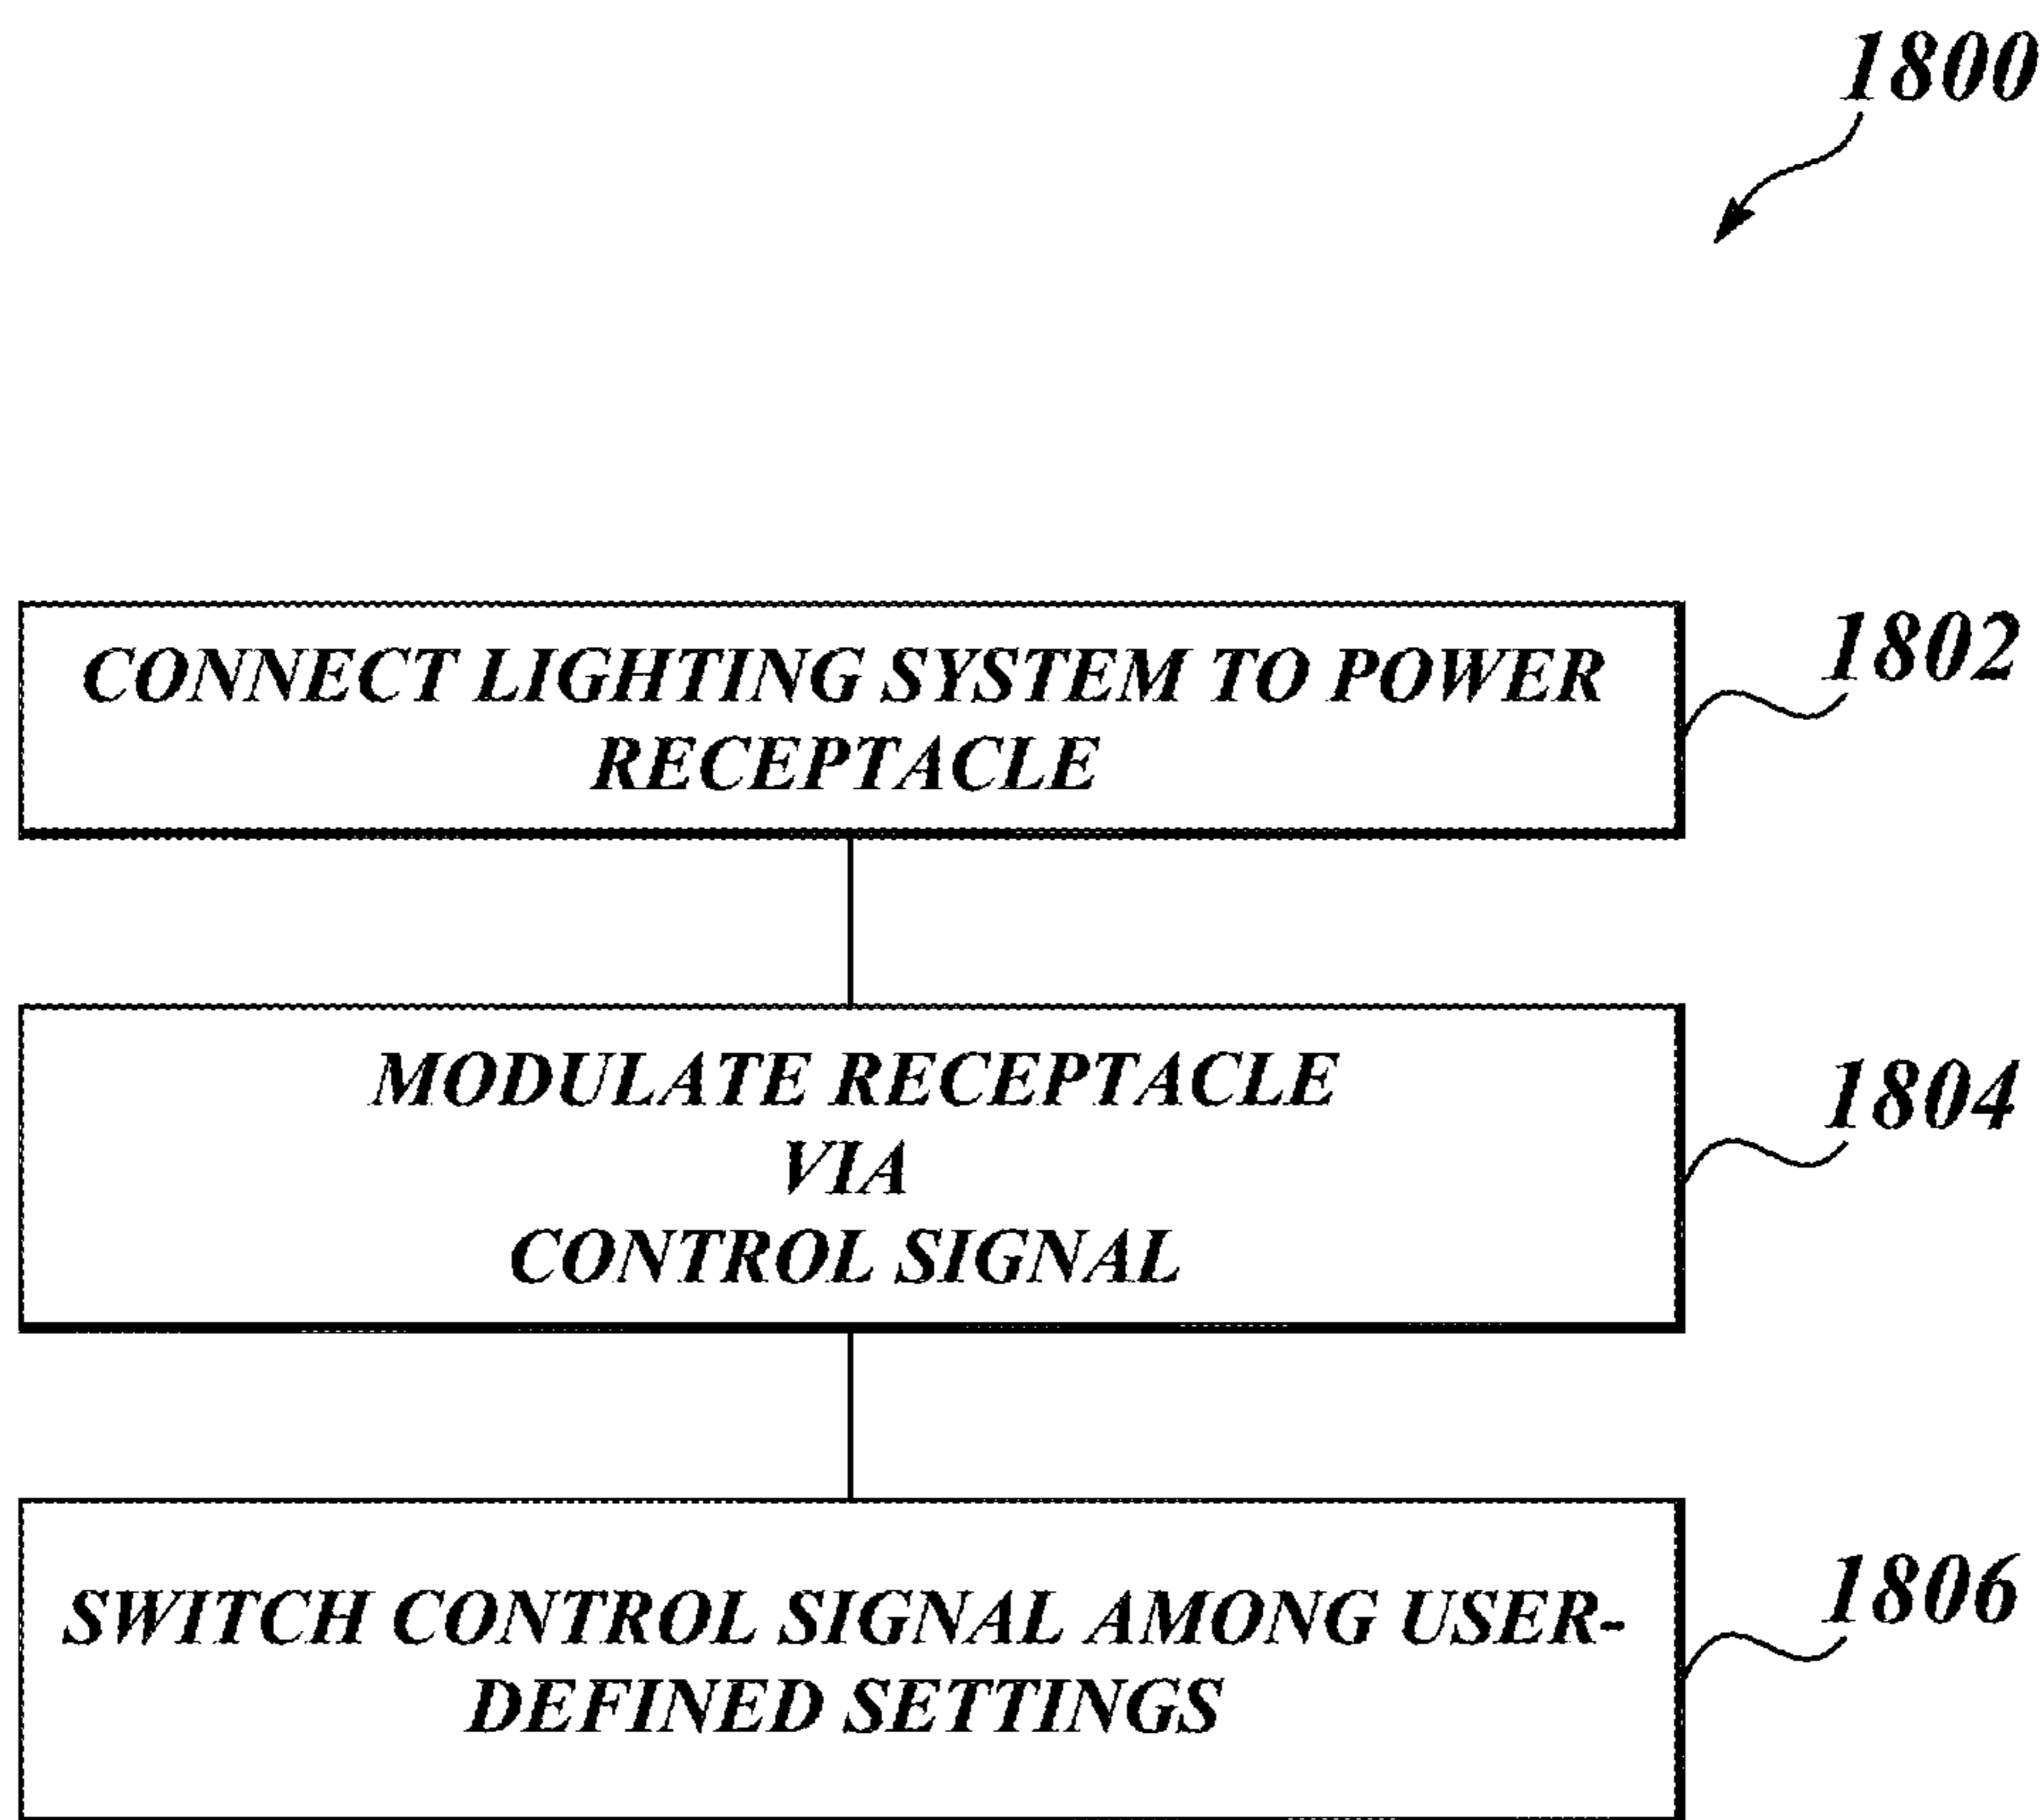 1800
CONNECT LIGHTING SYSTEM TO POWER
RECEPTACLE
1802
MODULATE RECEPTACLE
VIA
CONTROL SIGNAL
1804
SWITCH CONTROL SIGNAL AMONG USER-
DEFINED SETTINGS
1806